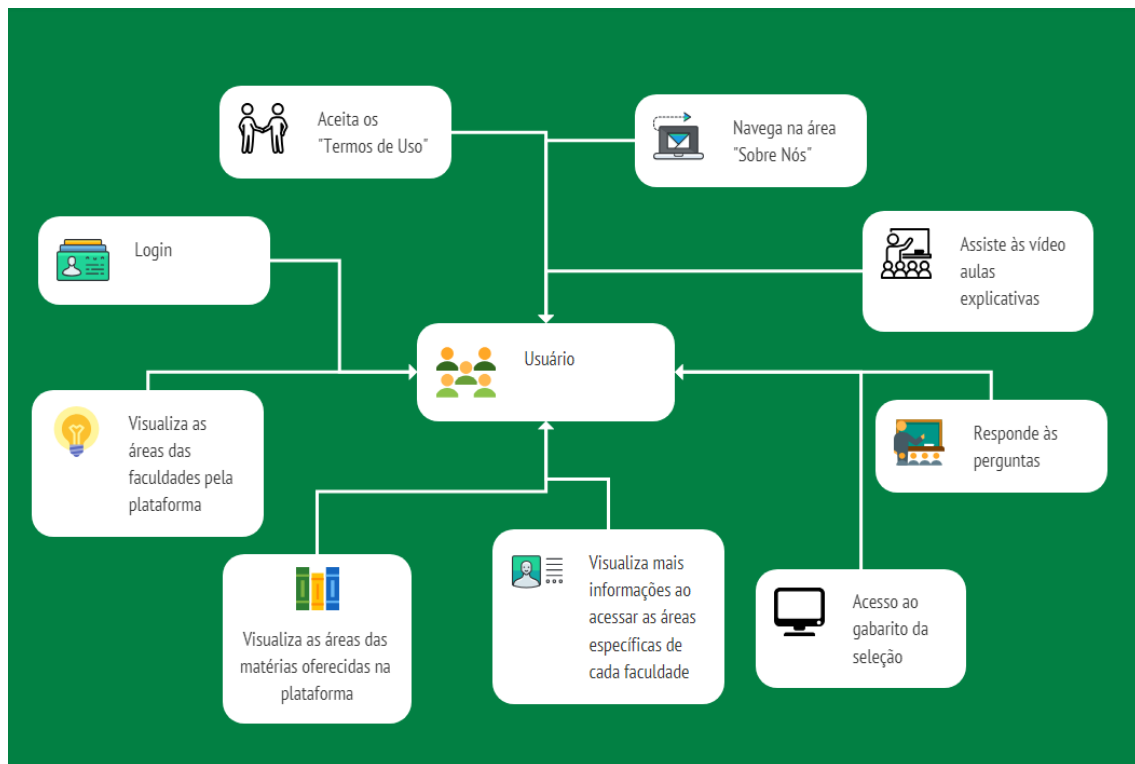 Aceita os
"Termos de Uso"
Navega na área
"Sobre Nós"
Login
Assiste às vídeo
aulas
explicativas
Usuário
Visualiza as
áreas das
faculdades pela
plataforma
Responde às
perguntas
Visualiza as áreas das
matérias oferecidas na
plataforma
Visualiza mais
informações ao
acessar as áreas
específicas de
cada faculdade
Acesso ao
gabarito da
seleção